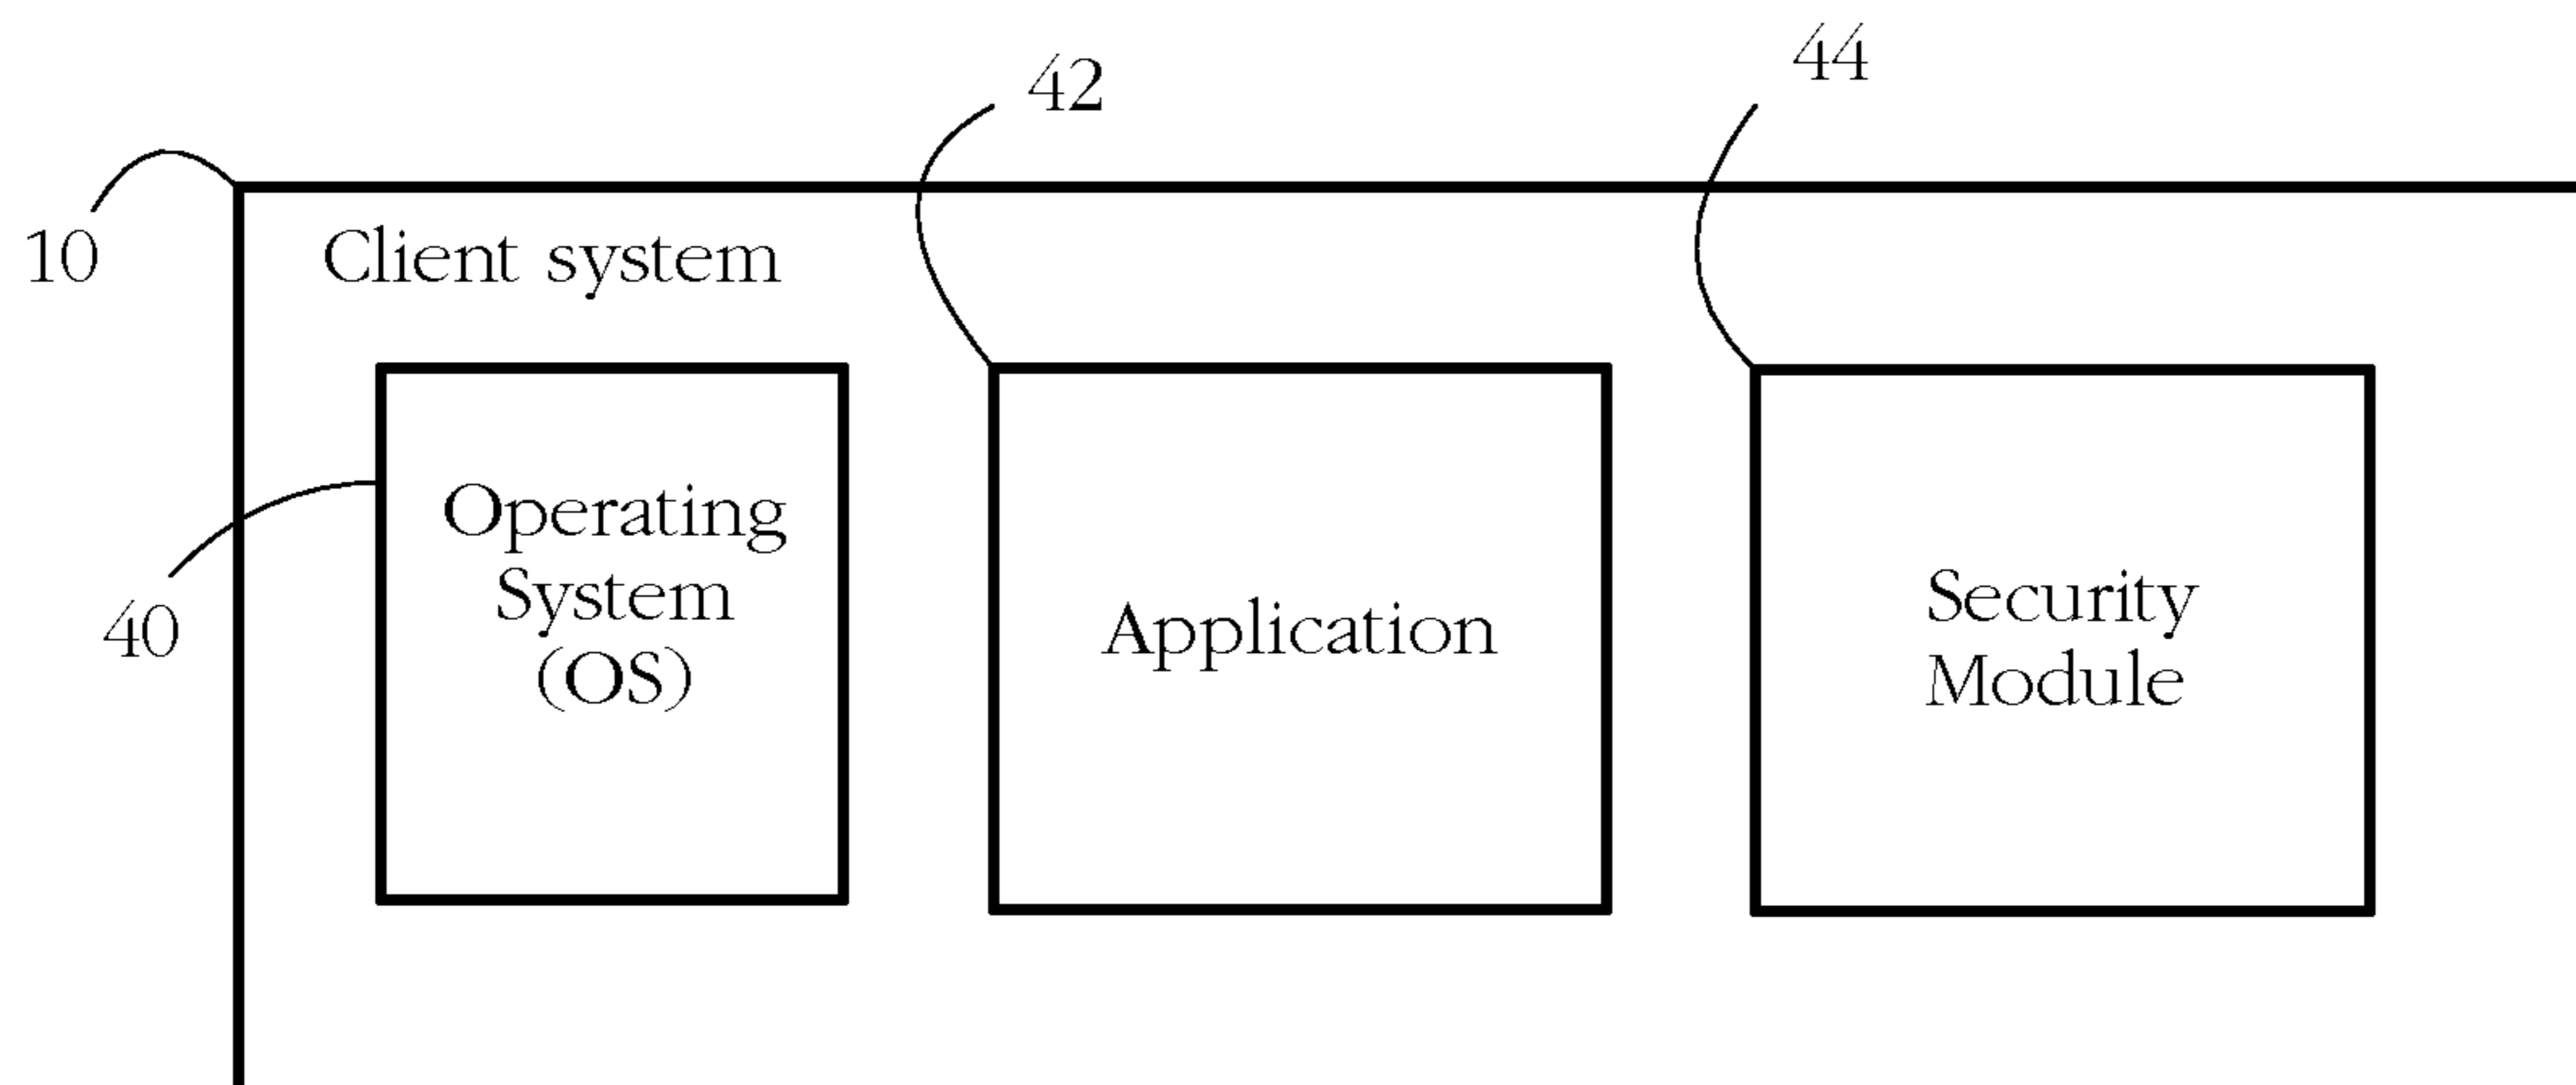 42
44
10
Client system
Operating
System
(OS)
40
Application
Security
Module